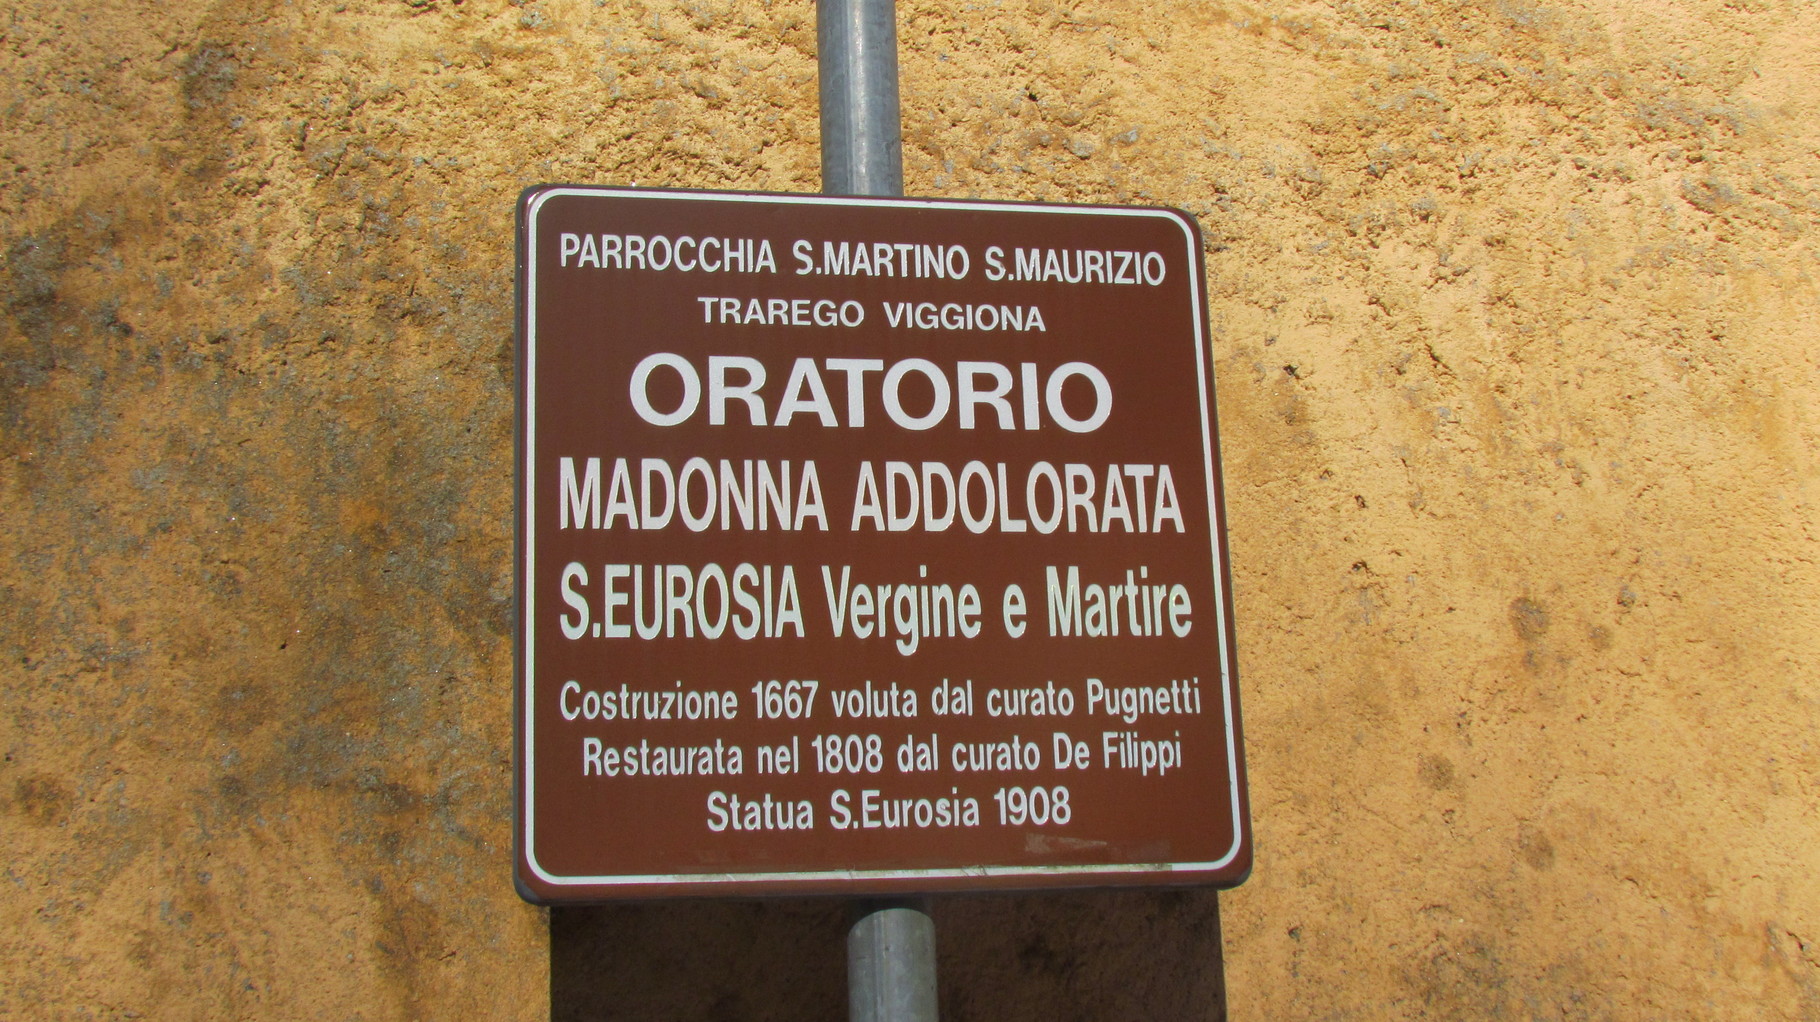 PARROCCHIA S.MARTINO S.MAURIZIO
TRAREGO VIGGIONA
ORATORIO
MADONNA ADDOLORATA
S.EUROSIA Vergine e Martire
Costruzione 1667 voluta dal curato Pugnetti
Restaurata nel 1808 dal curato De Filippi
Statua S.Eurosia 1908